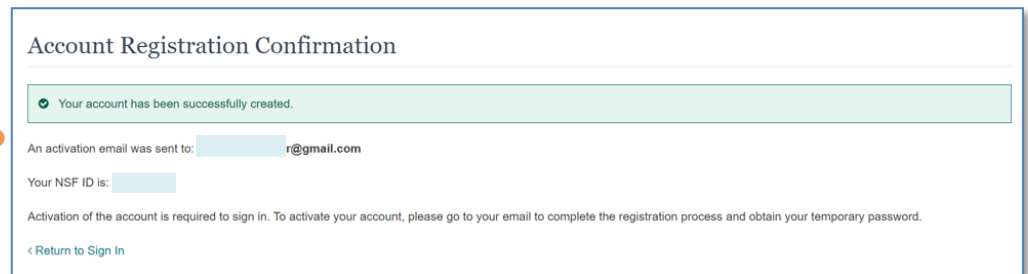 Account Registration Confirmation
Your account has been successfully created.
An activation email was sent to: r@gmail.com
Your NSF ID is:
Activation of the account is required to sign in. To activate your account, please go to your email to complete the registration process and obtain your temporary password.
< Return to Sign In